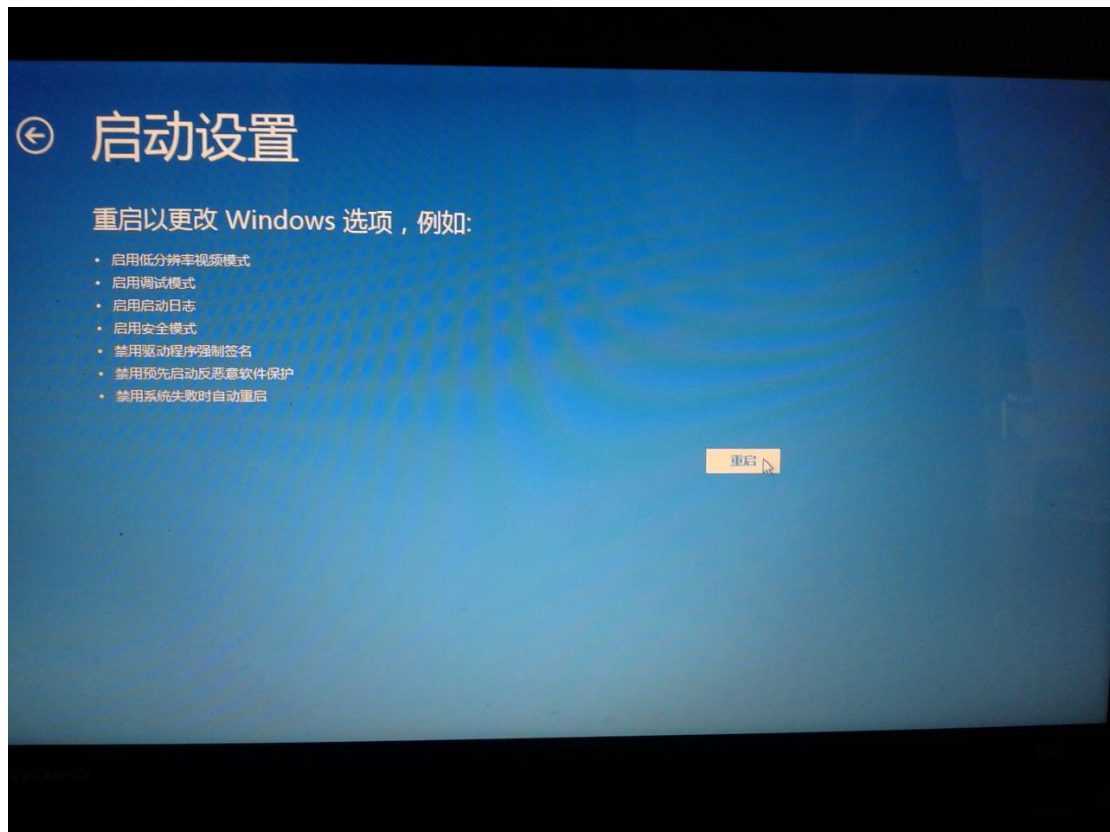 启动设置
重启以更改 Windows 选项，例如:
• 启用低分辨率视频模式
• 启用调试模式
• 启用启动日志
• 启用安全模式
• 禁用驱动程序强制签名
• 禁用预先启动反恶意软件保护
• 禁用系统失败时自动重启
重启